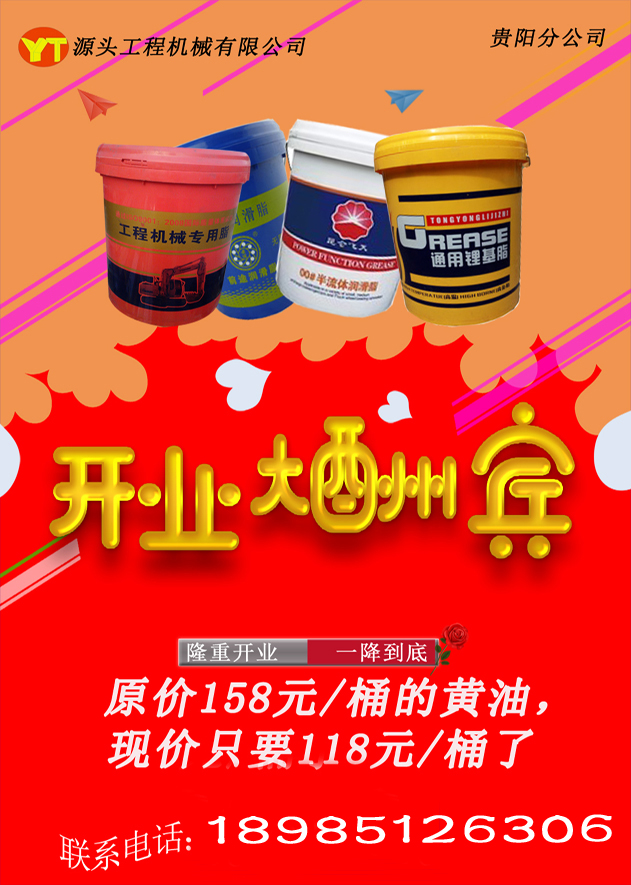 YT 源头工程机械有限公司
贵阳分公司
工程机械专用脂
润滑脂
昆仑飞天
POWER FUNCTION GREASE
00#半流体润滑脂
TONGYONGLIJIZHI
GREASE
通用锂基脂
开业大酬宾
隆重开业 一降到底
原价158元/桶的黄油，
现价只要118元/桶了
联系电话: 18985126306